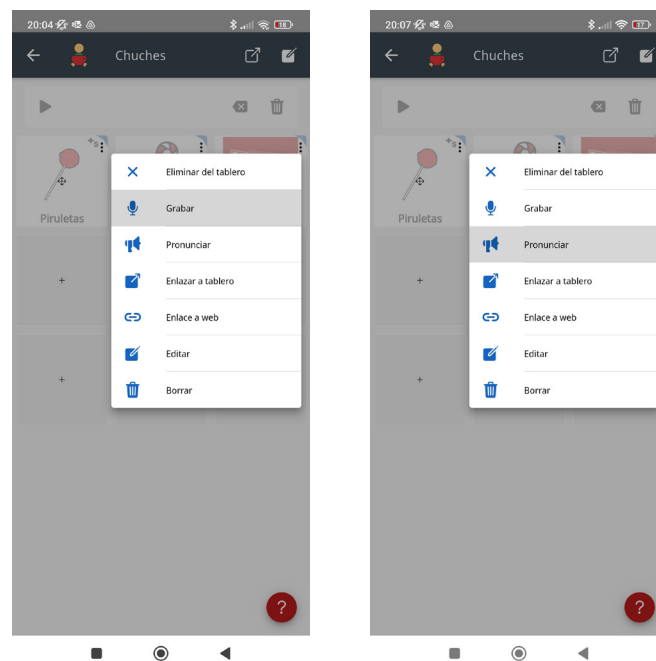 20:04
18
Chuches
+s
Piruletas
Eliminar del tablero
Grabar
Pronunciar
+
Enlazar a tablero
Enlace a web
Editar
+
Borrar
?
20:07
17
Chuches
+s
Piruletas
Eliminar del tablero
Grabar
Pronunciar
+
Enlazar a tablero
Enlace a web
Editar
+
Borrar
?